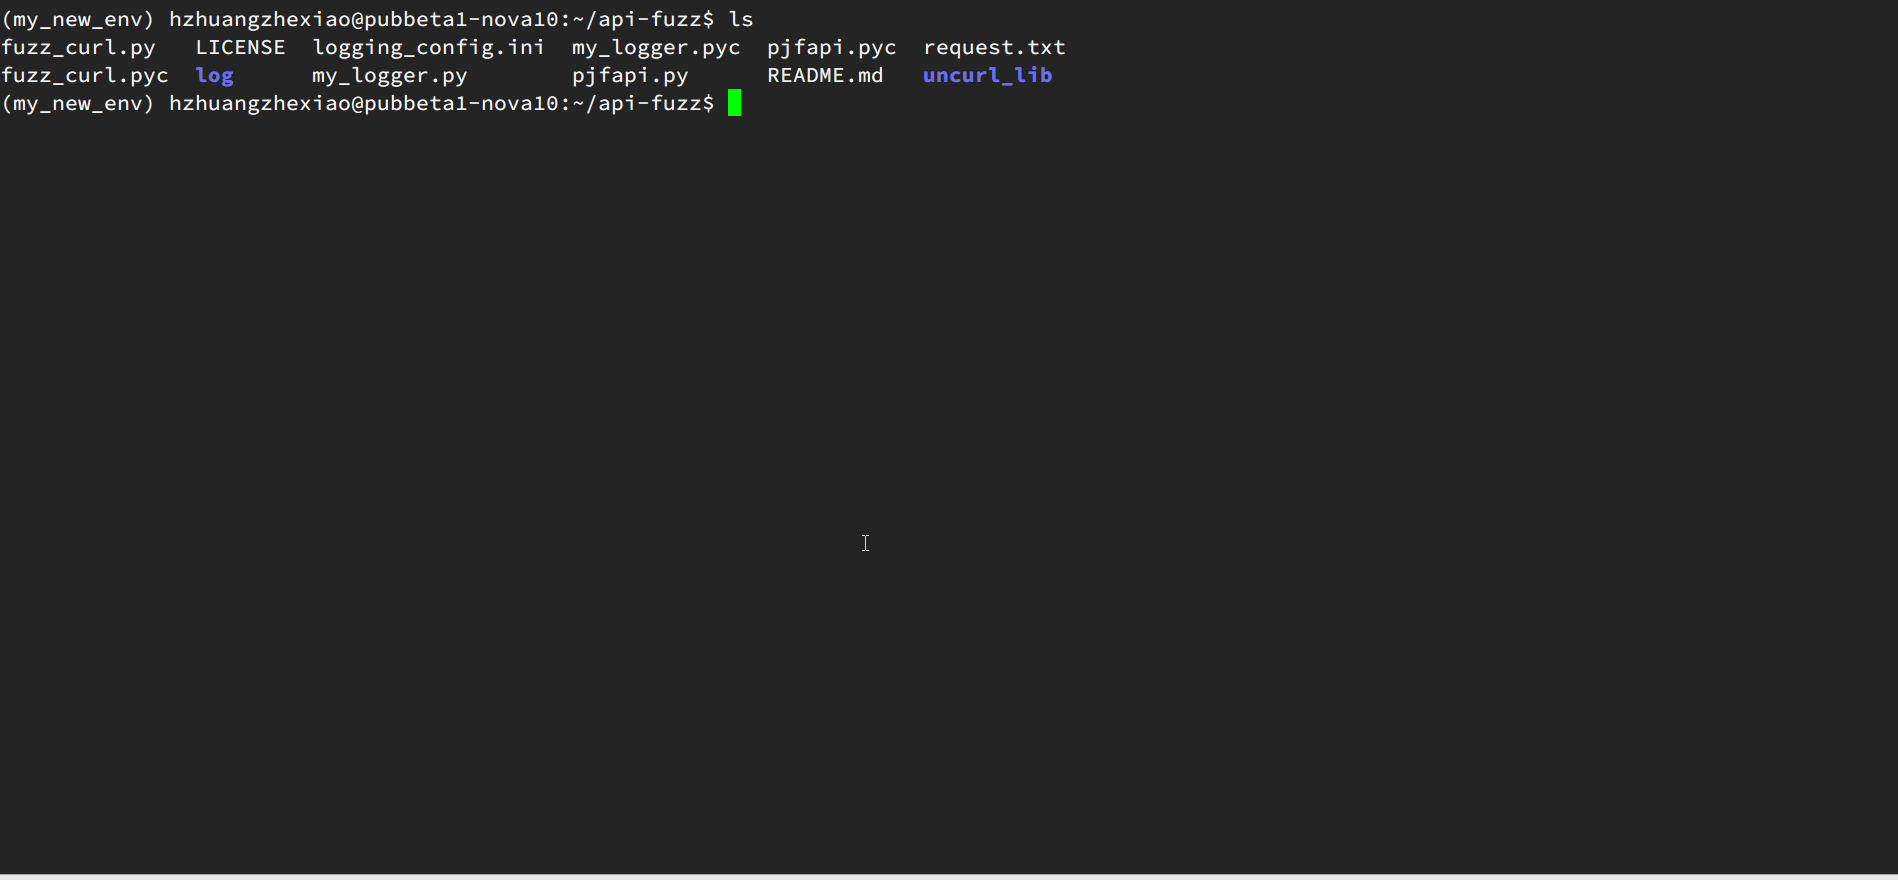 (my_new_env) hzhuangzhexiao@pubbeta1-nova10:~/api-fuzz$ ls
fuzz_curl.py   LICENSE  logging_config.ini  my_logger.pyc  pjfapi.pyc  request.txt
fuzz_curl.pyc  log      my_logger.py        pjfapi.py      README.md   uncurl_lib
(my_new_env) hzhuangzhexiao@pubbeta1-nova10:~/api-fuzz$